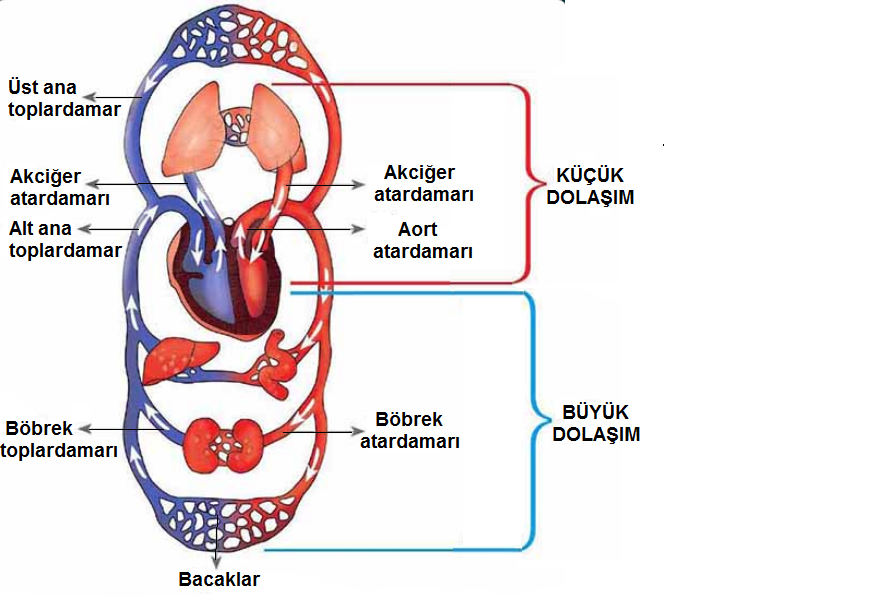 Üst ana
toplardamar
Akciğer
atardamarı
Alt ana
toplardamar
Akciğer
atardamarı
Aort
atardamarı
KÜÇÜK
DOLAŞIM
Böbrek
toplardamarı
Böbrek
atardamarı
BÜYÜK
DOLAŞIM
Bacaklar